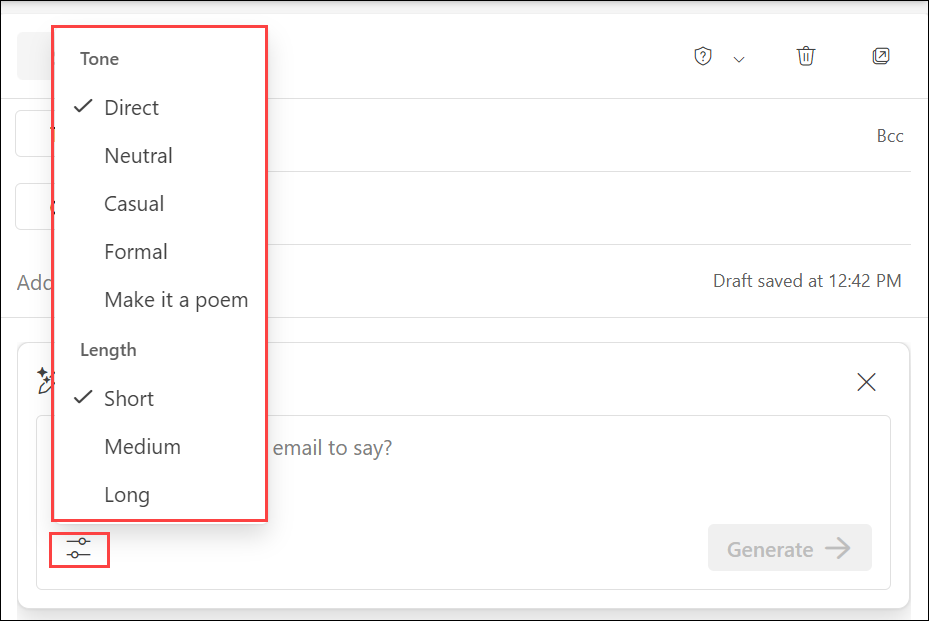 Tone
Direct
Neutral
Casual
Formal
Make it a poem
Length
Short
Medium
Long
Bcc
Add
Draft saved at 12:42 PM
email to say?
Generate